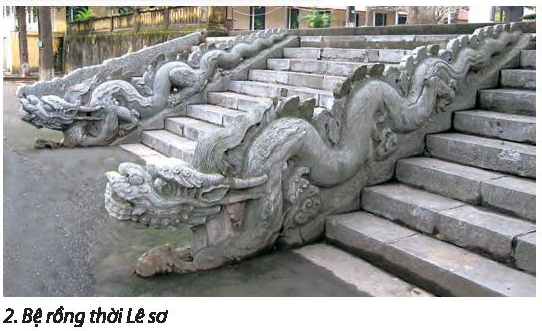 2. Bệ rồng thời Lê sơ